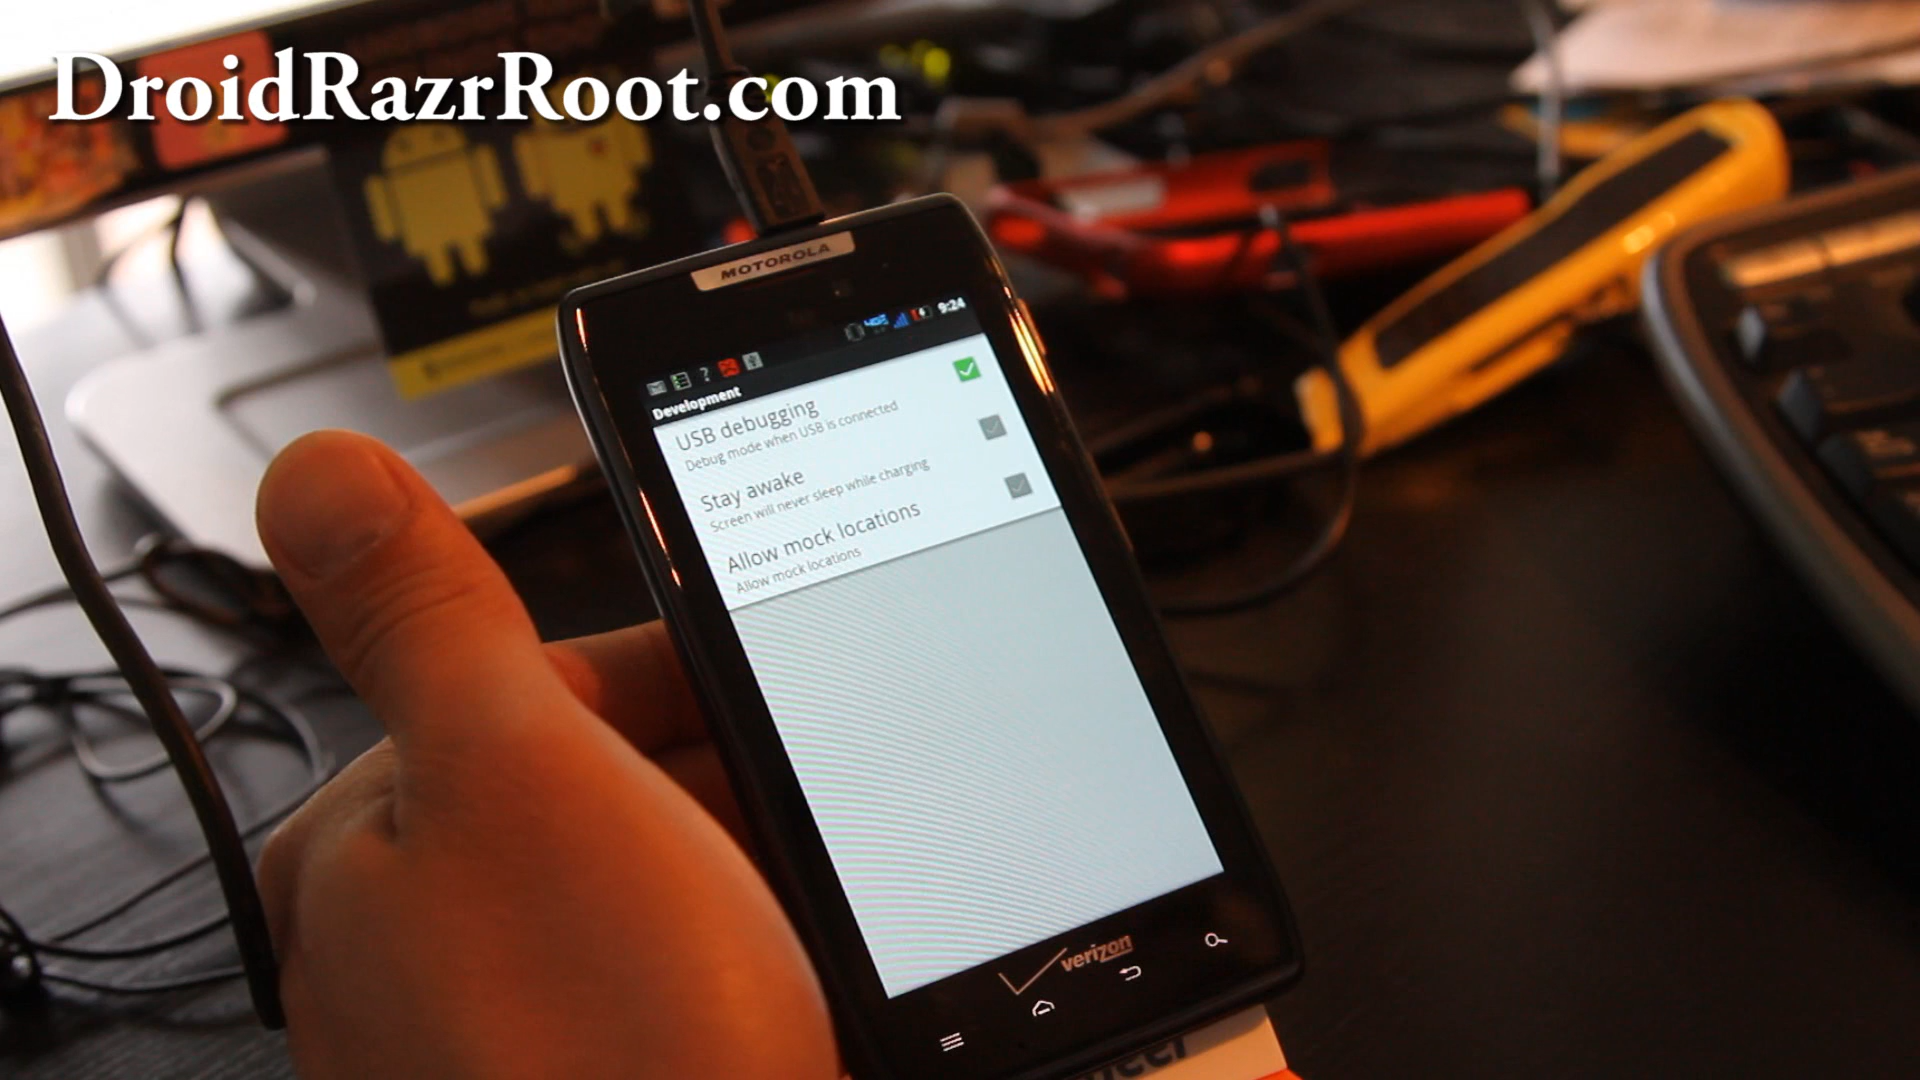 DroidRazrRoot.com
MOTOROLA
9:24
Development
USB debugging
Debug mode when USB is connected
Stay awake
Screen will never sleep while charging
Allow mock locations
Allow mock locations
verizon